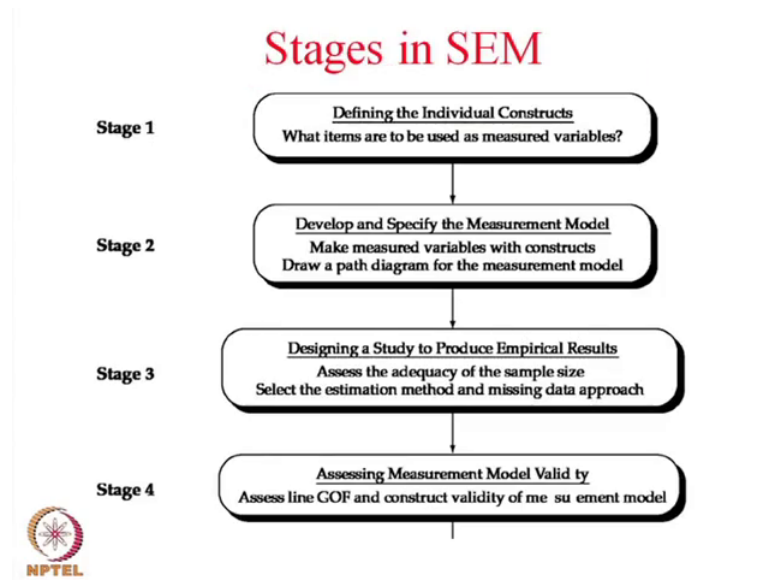 Stages in SEM
Stage 1
Defining the Individual Constructs
What items are to be used as measured variables?
Stage 2
Develop and Specify the Measurement Model
Make measured variables with constructs
Draw a path diagram for the measurement model
Stage 3
Designing a Study to Produce Empirical Results
Assess the adequacy of the sample size
Select the estimation method and missing data approach
Stage 4
Assessing Measurement Model Valid ty
Assess line GOF and construct validity of me su ement model
NPTEL